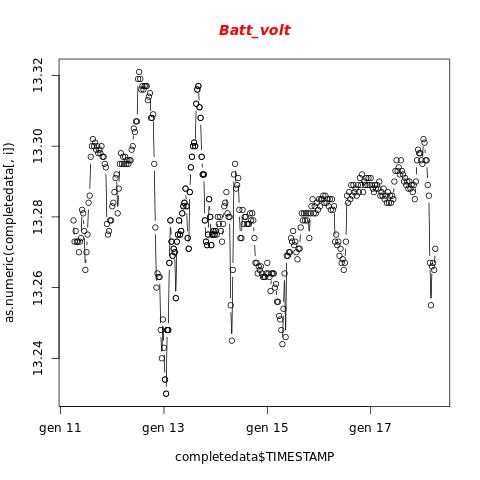 Batt_volt
as.numeric(completedata[, i])
13.32
13.30
13.28
13.26
13.24
gen 11
gen 13
gen 15
gen 17
completedata$TIMESTAMP